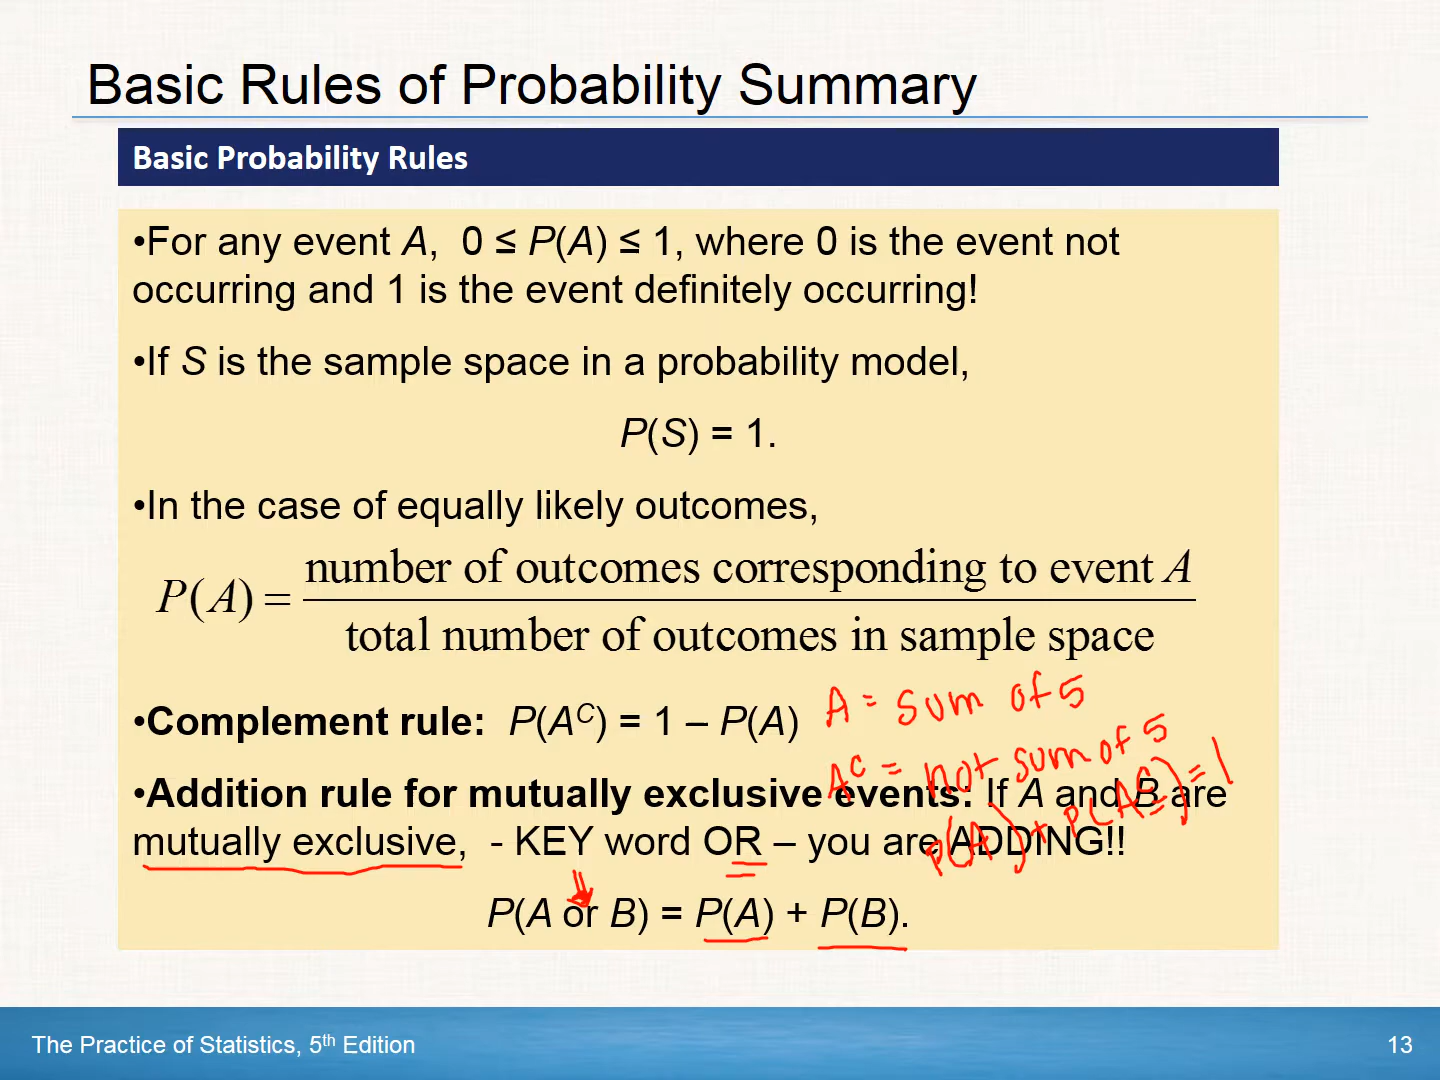 Basic Rules of Probability Summary
Basic Probability Rules
•For any event A, 0 ≤ P(A) ≤ 1, where 0 is the event not
occurring and 1 is the event definitely occurring!
•If S is the sample space in a probability model,
P(S) = 1.
•In the case of equally likely outcomes,
P(A) = number of outcomes corresponding to event A
total number of outcomes in sample space
•Complement rule: P(Aᶜ) = 1 – P(A)
A = sum of 5
Aᶜ = not sum of 5
•Addition rule for mutually exclusive events: If A and B are
P(A) + P(Aᶜ) = 1
mutually exclusive, - KEY word OR – you are ADDING!!
P(A or B) = P(A) + P(B).
The Practice of Statistics, 5th Edition
13